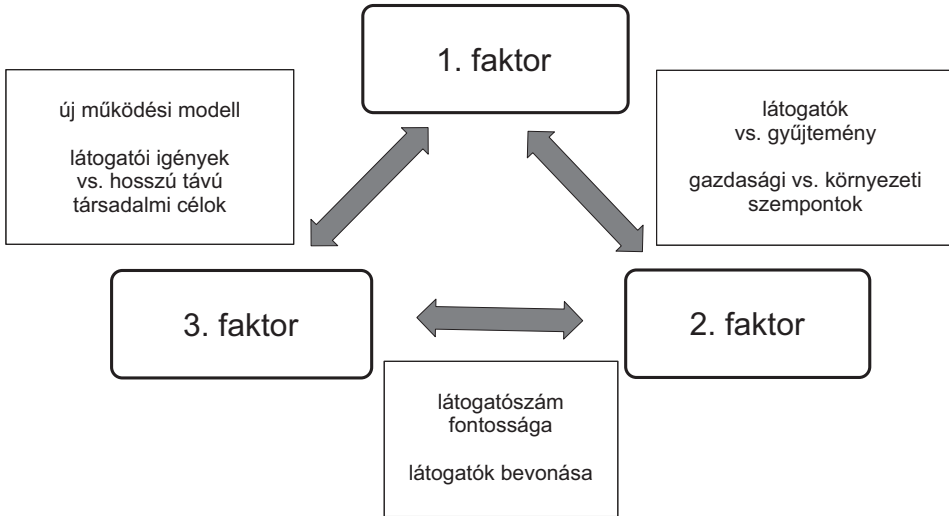 1. faktor
új működési modell
látogatói igények
vs. hosszú távú
társadalmi célok
látogatók
vs. gyűjtemény
gazdasági vs. környezeti
szempontok
3. faktor
2. faktor
látogatószám
fontossága
látogatók bevonása